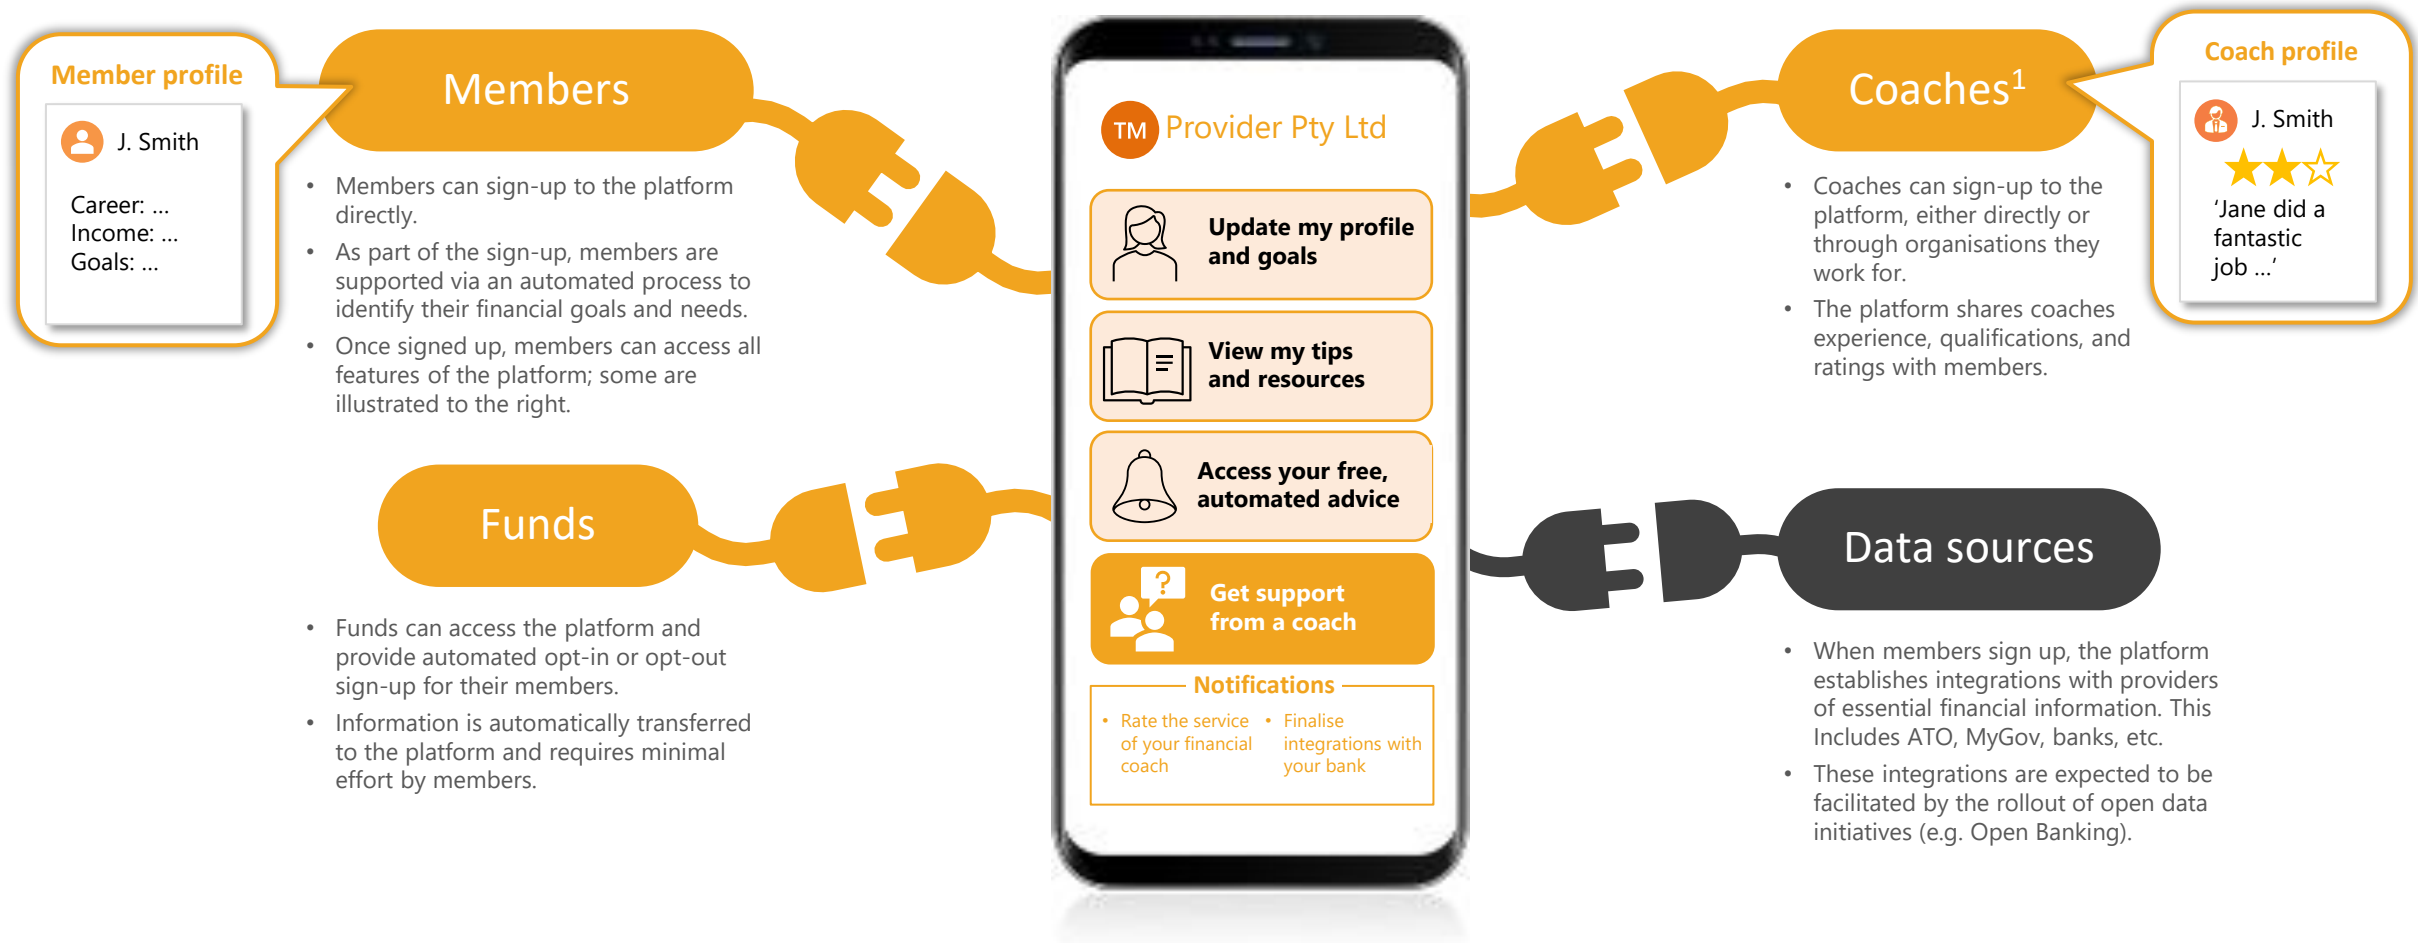 Member profile
J. Smith
Career: ...
Income: ...
Goals: ...
Members
• Members can sign-up to the platform
directly.
• As part of the sign-up, members are
supported via an automated process to
identify their financial goals and needs.
• Once signed up, members can access all
features of the platform; some are
illustrated to the right.
Funds
• Funds can access the platform and
provide automated opt-in or opt-out
sign-up for their members.
• Information is automatically transferred
to the platform and requires minimal
effort by members.
TM Provider Pty Ltd
Update my profile
and goals
View my tips
and resources
Access your free,
automated advice
?
Get support
from a coach
Notifications
• Rate the service
of your financial
coach
• Finalise
integrations with
your bank
Coaches¹
• Coaches can sign-up to the
platform, either directly or
through organisations they
work for.
• The platform shares coaches
experience, qualifications, and
ratings with members.
Coach profile
J. Smith
‘Jane did a
fantastic
job ...’
Data sources
• When members sign up, the platform
establishes integrations with providers
of essential financial information. This
Includes ATO, MyGov, banks, etc.
• These integrations are expected to be
facilitated by the rollout of open data
initiatives (e.g. Open Banking).